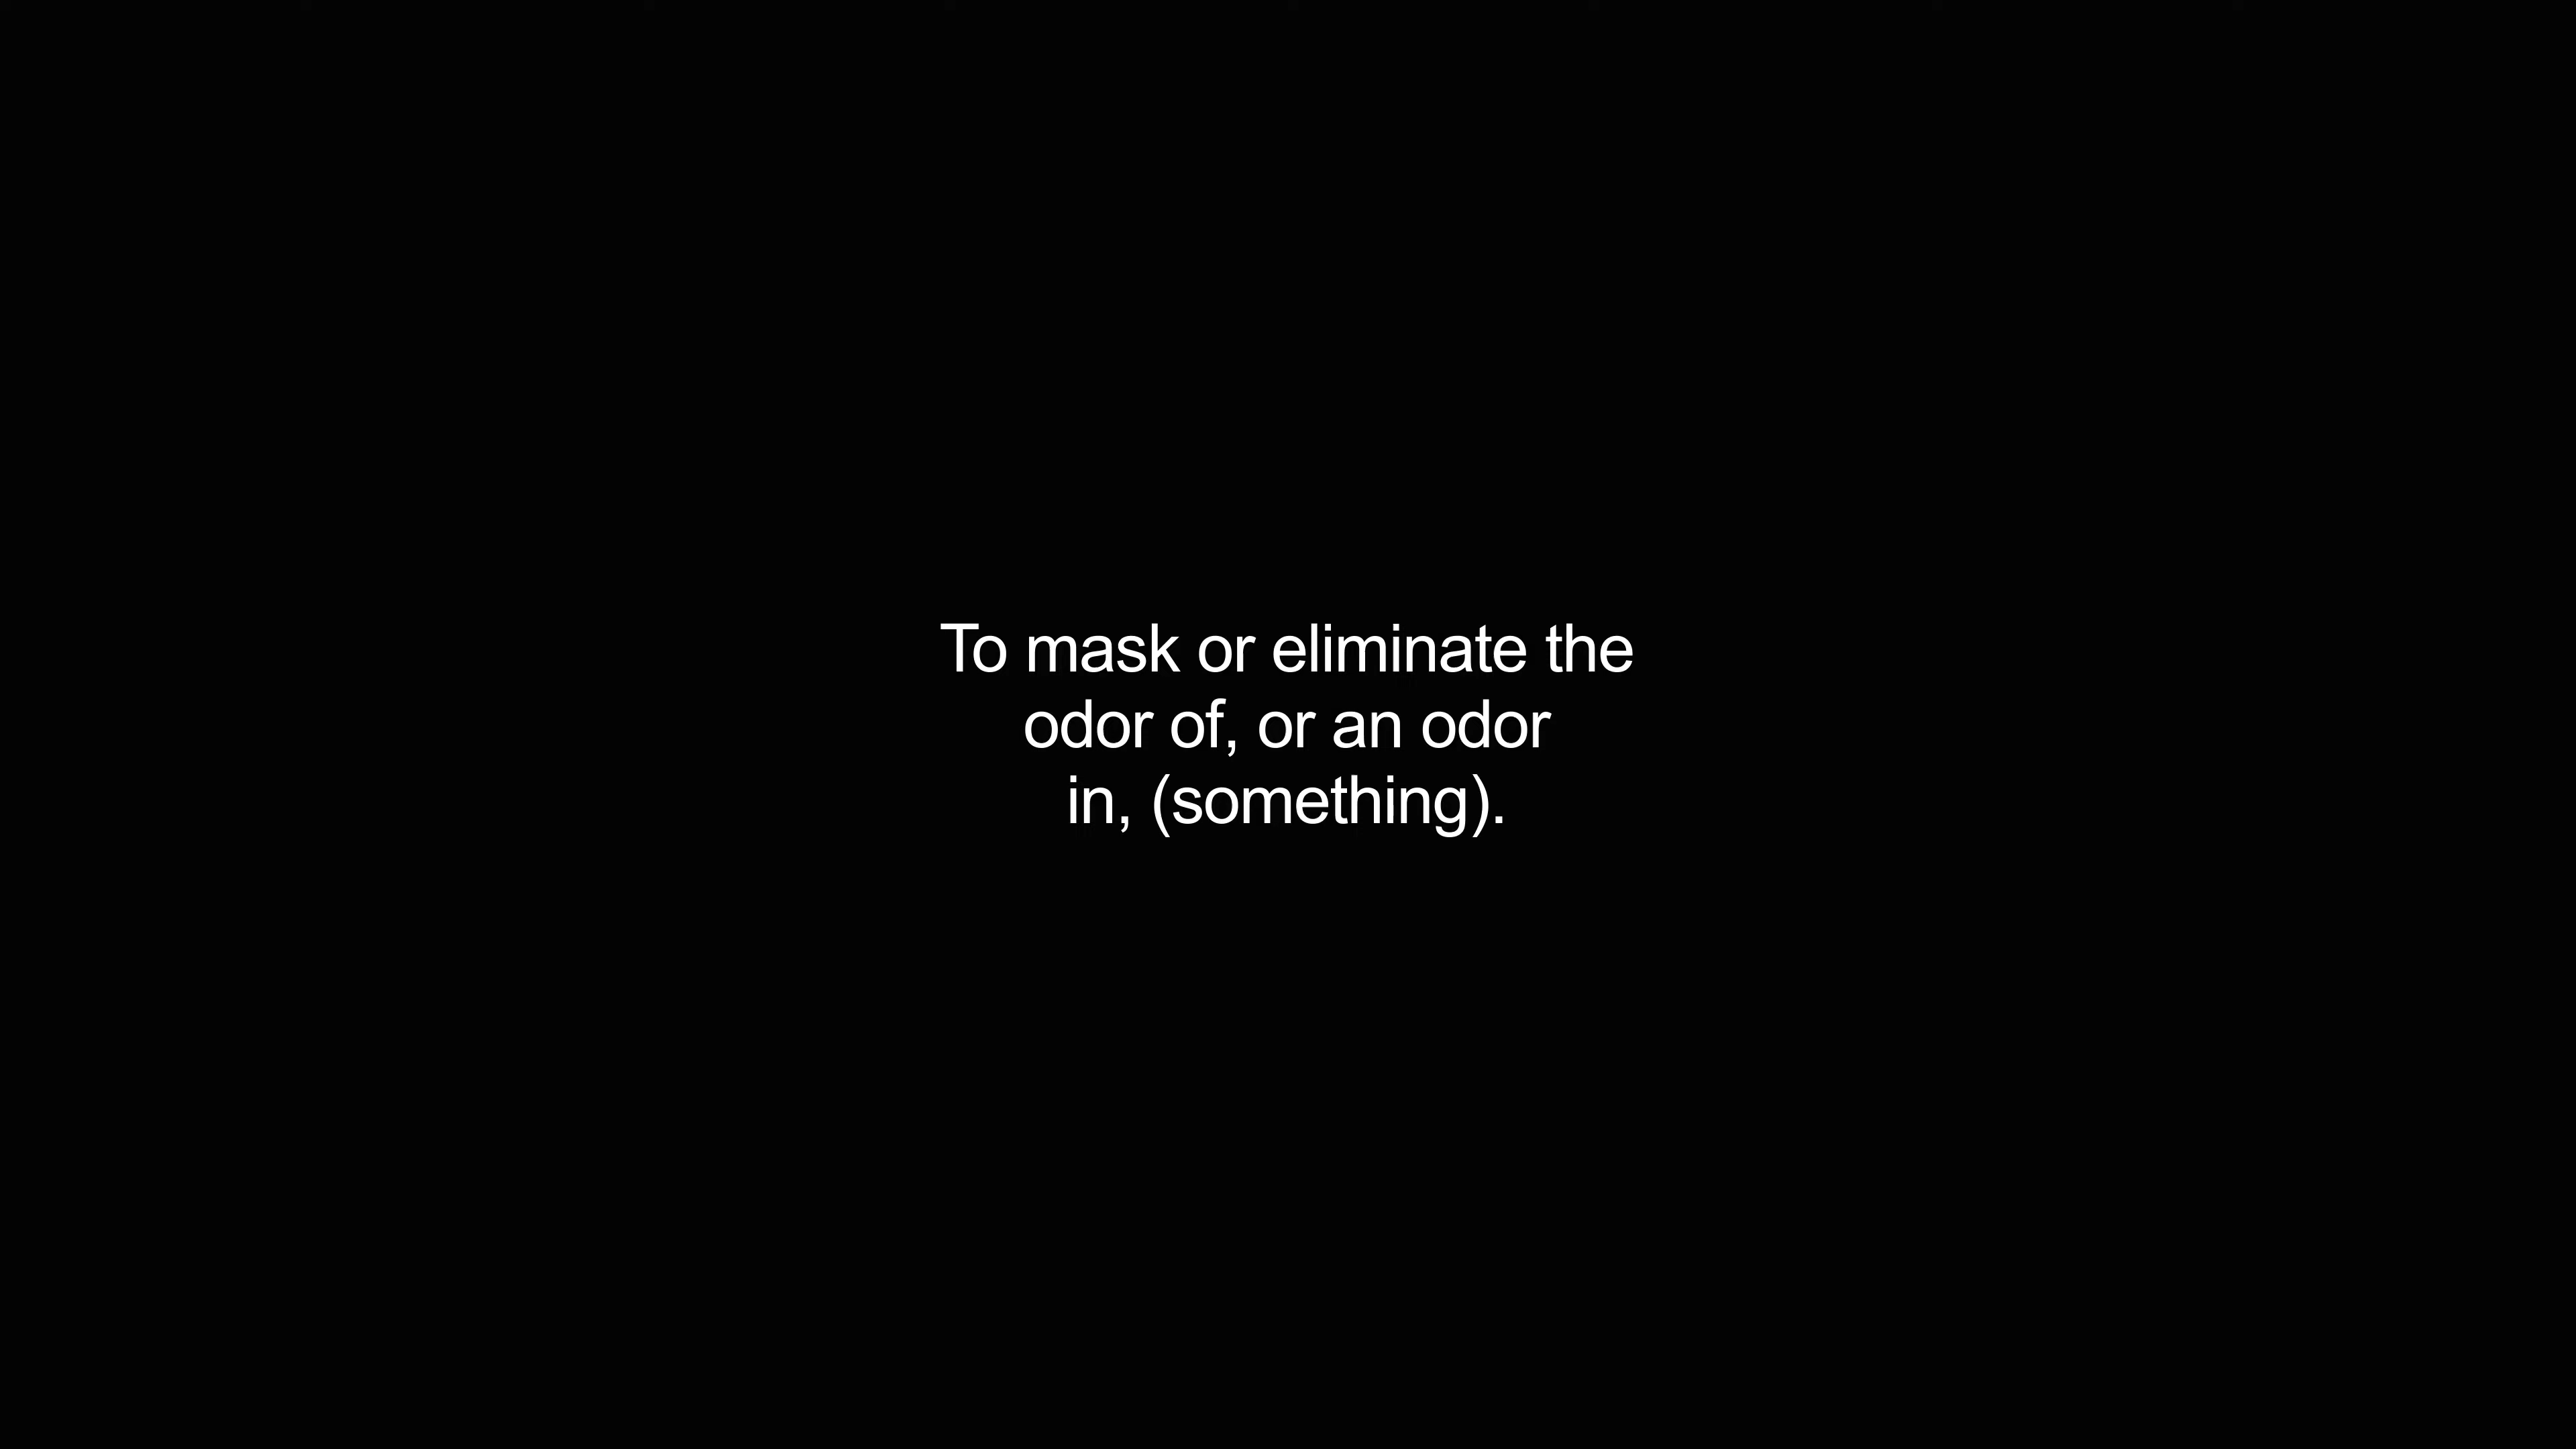 To mask or eliminate the
odor of, or an odor
in, (something).